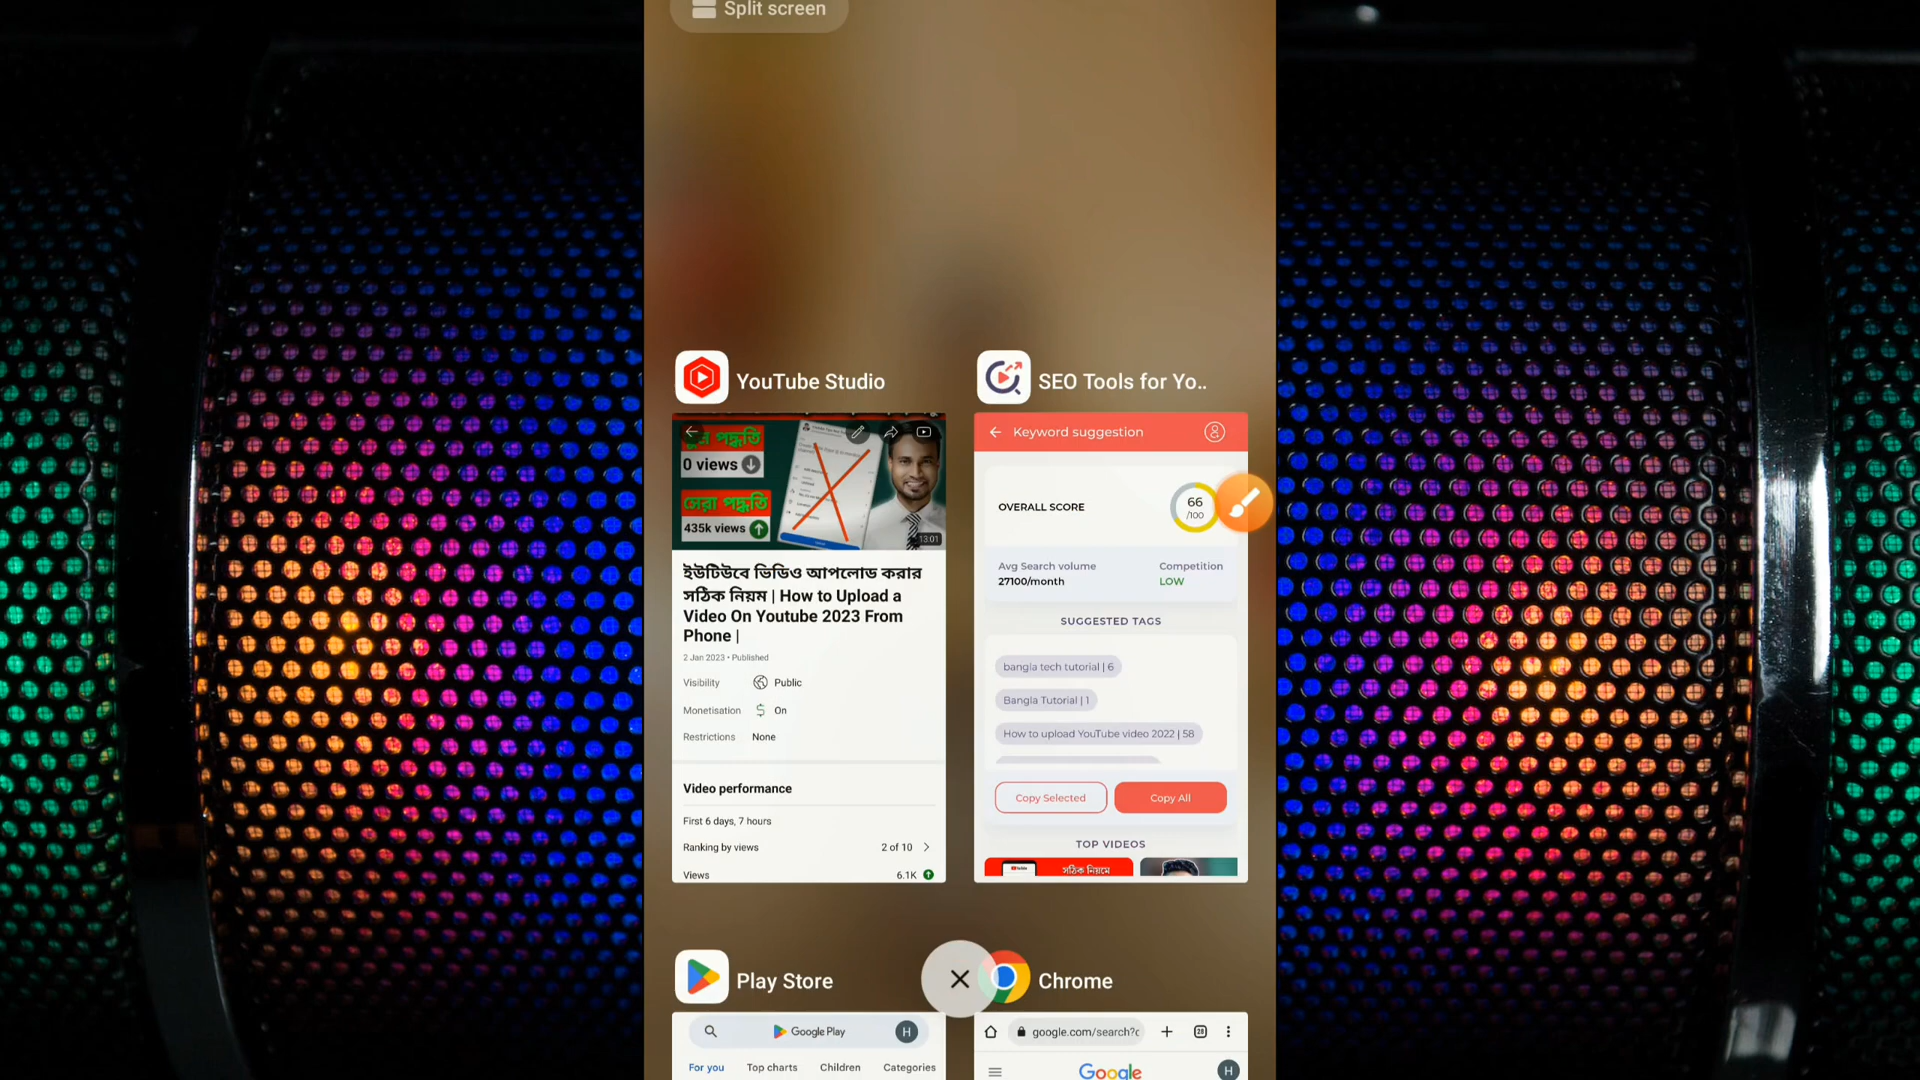 Split screen
YouTube Studio
SEO Tools for Yo..
পদ্ধতি
0 views
সেরা পদ্ধতি
435k views
13:01
ইউটিউবে ভিডিও আপলোড করার
সঠিক নিয়ম | How to Upload a
Video On Youtube 2023 From
Phone |
2 Jan 2023 • Published
Visibility Public
Monetisation On
Restrictions None
Video performance
First 6 days, 7 hours
Ranking by views 2 of 10
Views 6.1K
Keyword suggestion
OVERALL SCORE
66
/100
Avg Search volume Competition
27100/month LOW
SUGGESTED TAGS
bangla tech tutorial | 6
Bangla Tutorial | 1
How to upload YouTube video 2022 | 58
Copy Selected Copy All
TOP VIDEOS
সঠিক নিয়মে
Play Store
Chrome
Google Play H
For you Top charts Children Categories
google.com/search?c
28
Google H